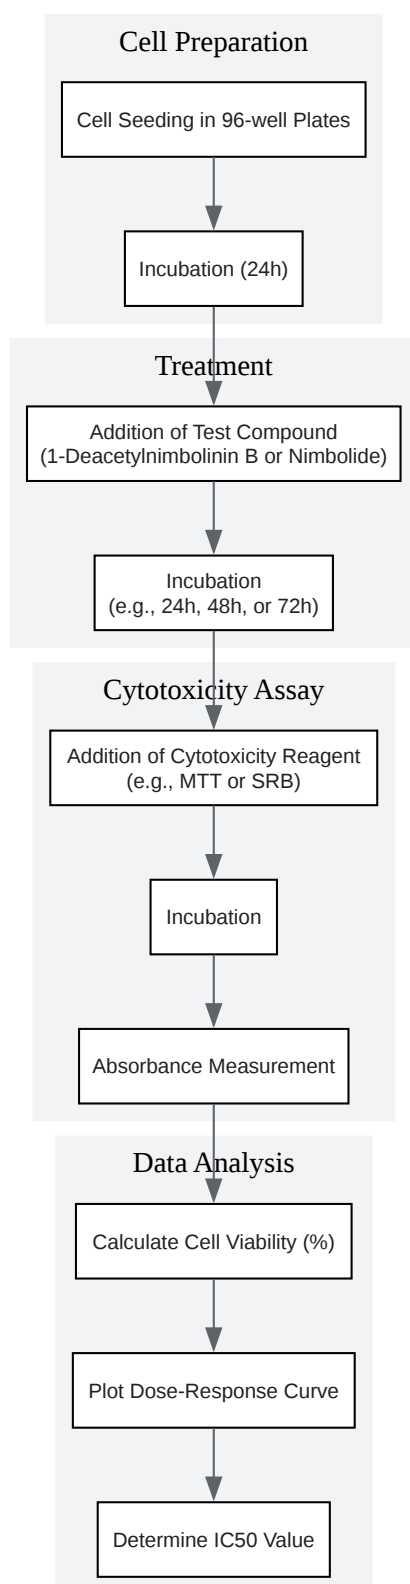 Cell Preparation
Cell Seeding in 96-well Plates
Incubation (24h)
Treatment
Addition of Test Compound
(1-Deacetylnimbolinin B or Nimbolide)
Incubation
(e.g., 24h, 48h, or 72h)
Cytotoxicity Assay
Addition of Cytotoxicity Reagent
(e.g., MTT or SRB)
Incubation
Absorbance Measurement
Data Analysis
Calculate Cell Viability (%)
Plot Dose-Response Curve
Determine IC50 Value